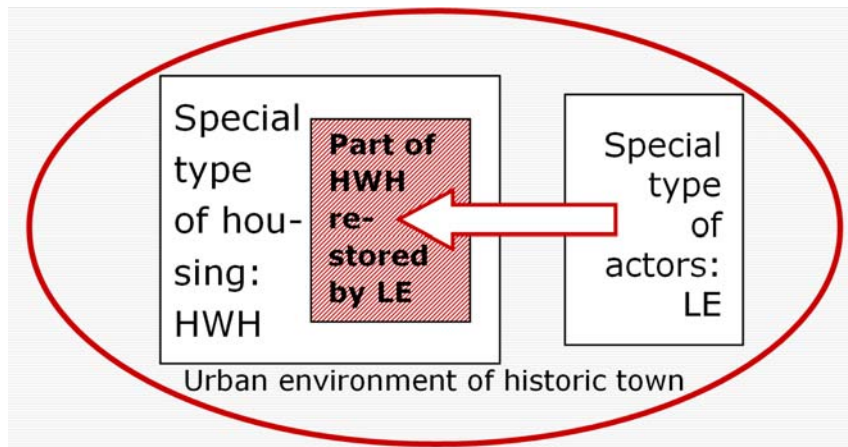 Special
type
of hou-
sing:
HWH
Part of
HWH
re-
stored
by LE
Special
type
of
actors:
LE
Urban environment of historic town